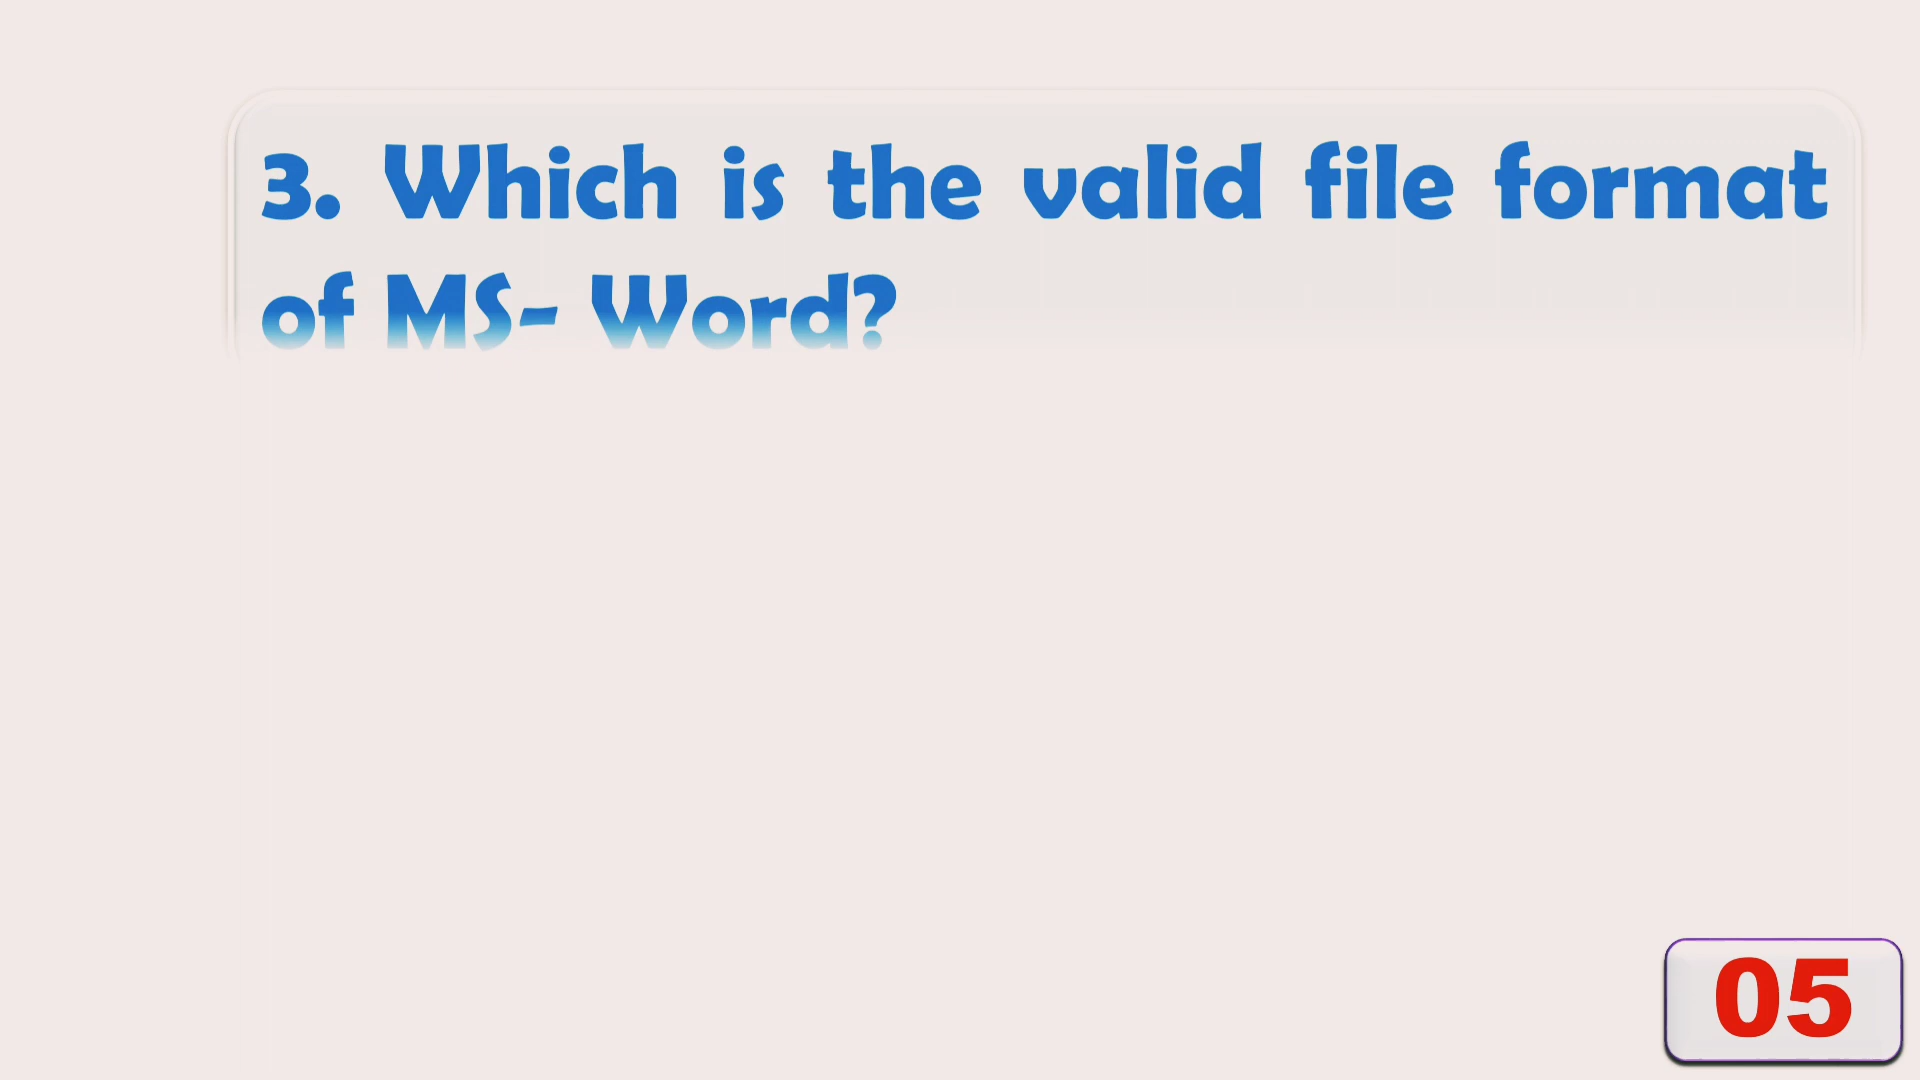 3. Which is the valid file format
of MS- Word?
05